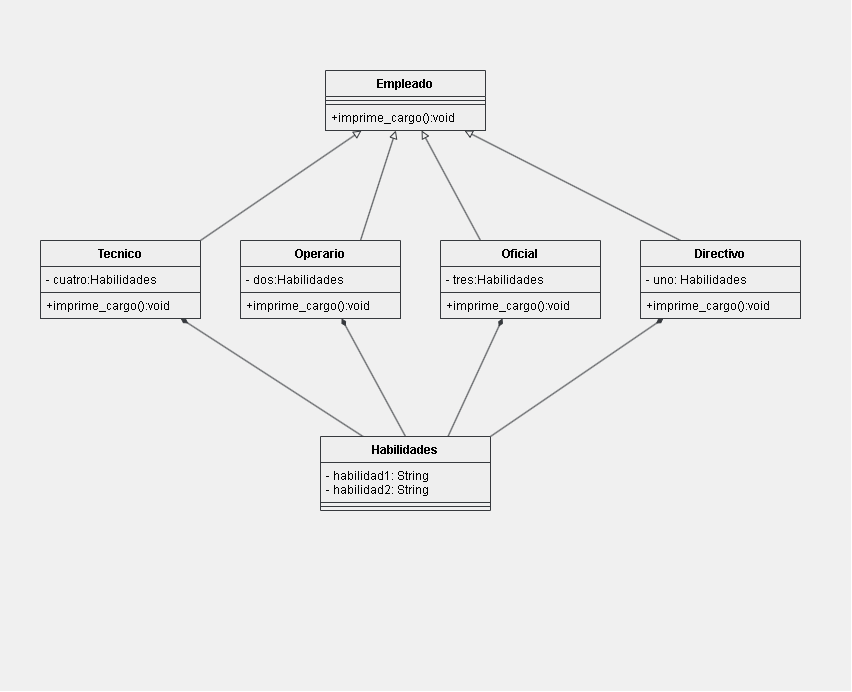 Empleado
+imprime_cargo():void
Tecnico
- cuatro:Habilidades
+imprime_cargo():void
Operario
- dos:Habilidades
+imprime_cargo():void
Oficial
- tres:Habilidades
+imprime_cargo():void
Directivo
- uno: Habilidades
+imprime_cargo():void
Habilidades
- habilidad1: String
- habilidad2: String